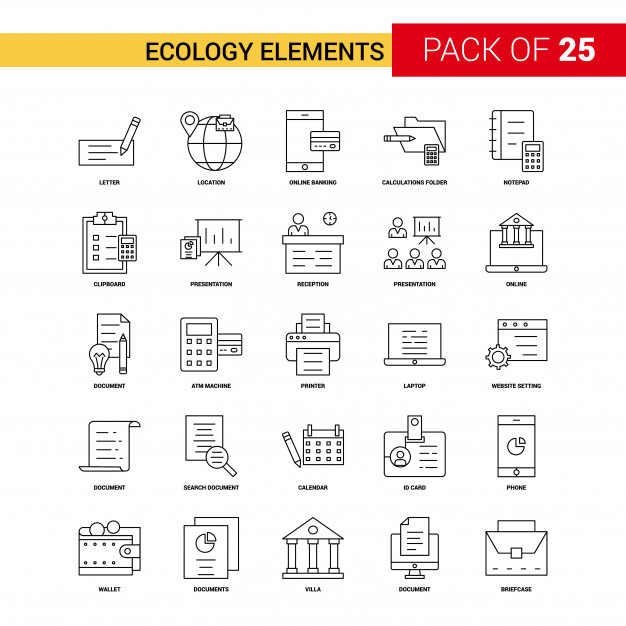 ECOLOGY ELEMENTS PACK OF 25
LETTER LOCATION ONLINE BANKING CALCULATIONS FOLDER NOTEPAD
CLIPBOARD PRESENTATION RECEPTION PRESENTATION ONLINE
DOCUMENT ATM MACHINE PRINTER LAPTOP WEBSITE SETTING
DOCUMENT SEARCH DOCUMENT CALENDAR ID CARD PHONE
WALLET DOCUMENTS VILLA DOCUMENT BRIEFCASE